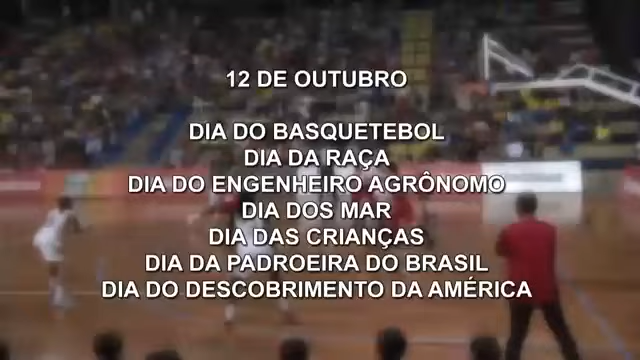 12 DE OUTUBRO
DIA DO BASQUETEBOL
DIA DA RAÇA
DIA DO ENGENHEIRO AGRÔNOMO
DIA DOS MAR
DIA DAS CRIANÇAS
DIA DA PADROEIRA DO BRASIL
DIA DO DESCOBRIMENTO DA AMÉRICA